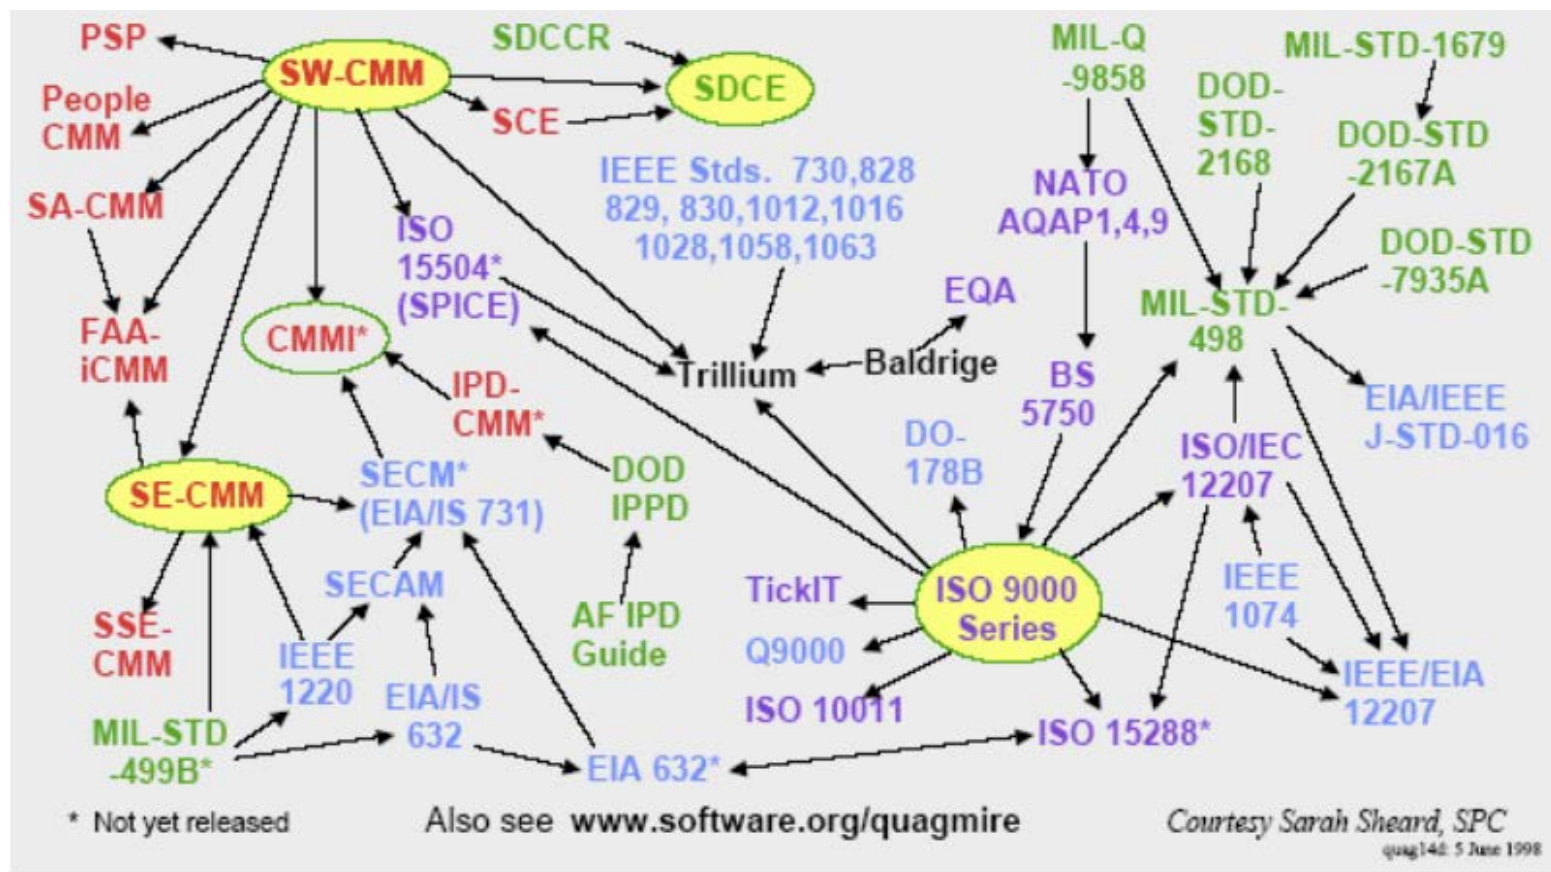 PSP
SW-CMM
SDCCR
SDCE
MIL-Q
-9858
MIL-STD-1679
People
CMM
SCE
DOD-
STD-
2168
DOD-STD
-2167A
SA-CMM
IEEE Stds. 730,828
829, 830,1012,1016
1028,1058,1063
NATO
AQAP1,4,9
ISO
15504*
(SPICE)
DOD-STD
-7935A
EQA
MIL-STD-
498
FAA-
iCMM
CMMI*
Trillium
Baldrige
BS
5750
IPD-
CMM*
EIA/IEEE
J-STD-016
DO-
178B
ISO/IEC
12207
SE-CMM
SECM*
(EIA/IS 731)
DOD
IPPD
SECAM
TickIT
ISO 9000
Series
IEEE
1074
SSE-
CMM
IEEE
1220
AF IPD
Guide
Q9000
EIA/IS
632
ISO 10011
IEEE/EIA
12207
MIL-STD
-499B*
EIA 632*
ISO 15288*
* Not yet released
Also see www.software.org/quagmire
Courtesy Sarah Sheard, SPC
quag14d: 5 June 1998